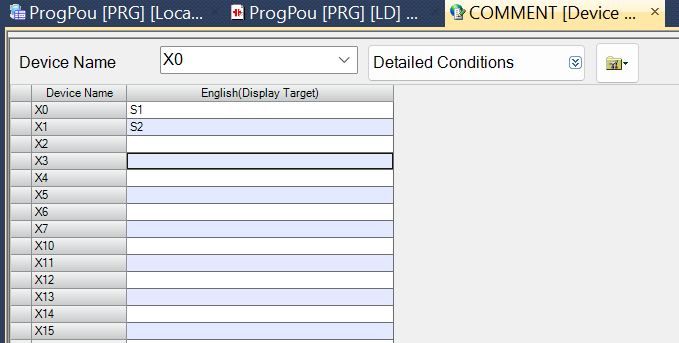 ProgPou [PRG] [Loca... ProgPou [PRG] [LD] ... × COMMENT [Device ... ×
Device Name X0 Detailed Conditions
Device Name English(Display Target)
X0 S1
X1 S2
X2
X3
X4
X5
X6
X7
X10
X11
X12
X13
X14
X15